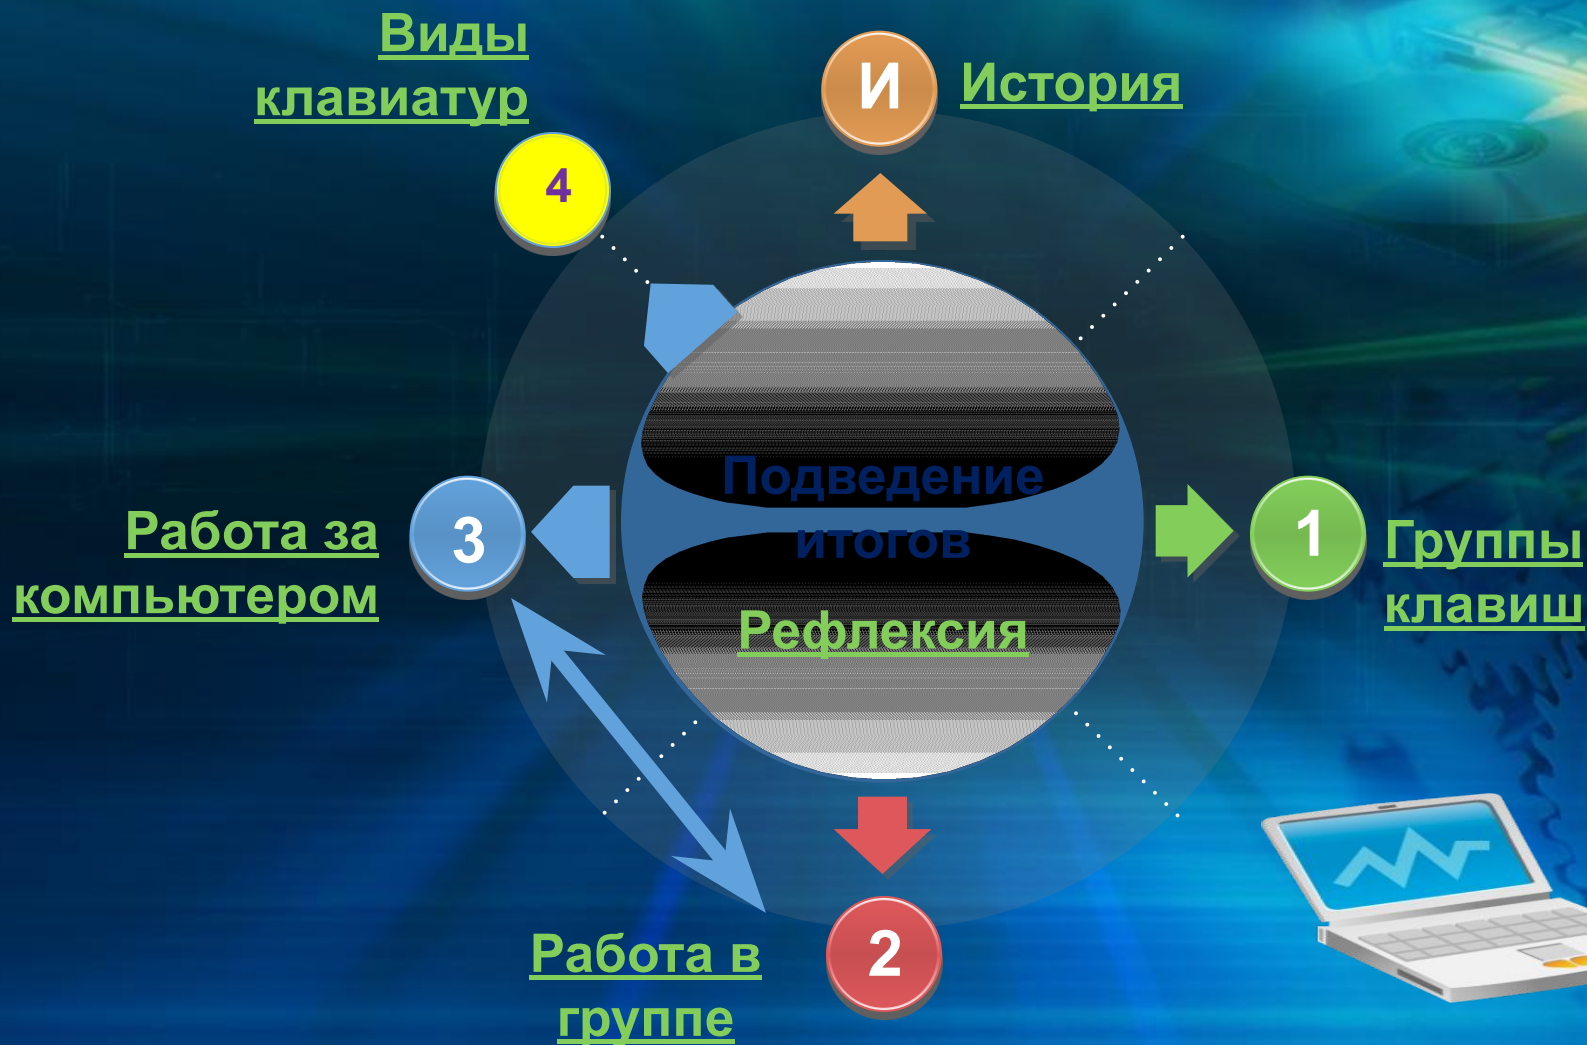 Виды
клавиатур
И
История
4
Подведение
итогов
Рефлексия
3
Работа за
компьютером
1
Группы
клавиш
2
Работа в
группе